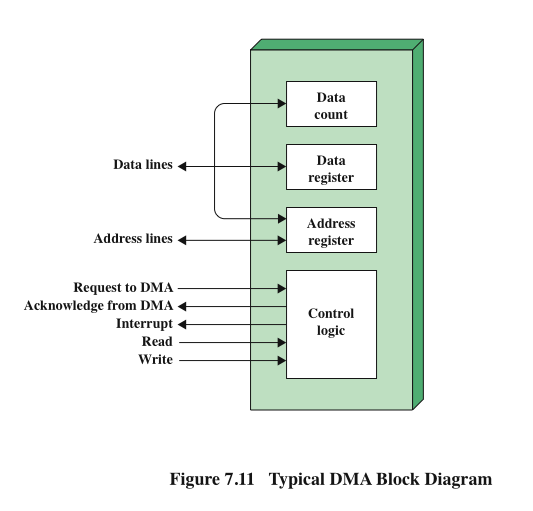 Data
count
Data lines
Data
register
Address lines
Address
register
Request to DMA
Acknowledge from DMA
Interrupt
Read
Write
Control
logic
Figure 7.11 Typical DMA Block Diagram